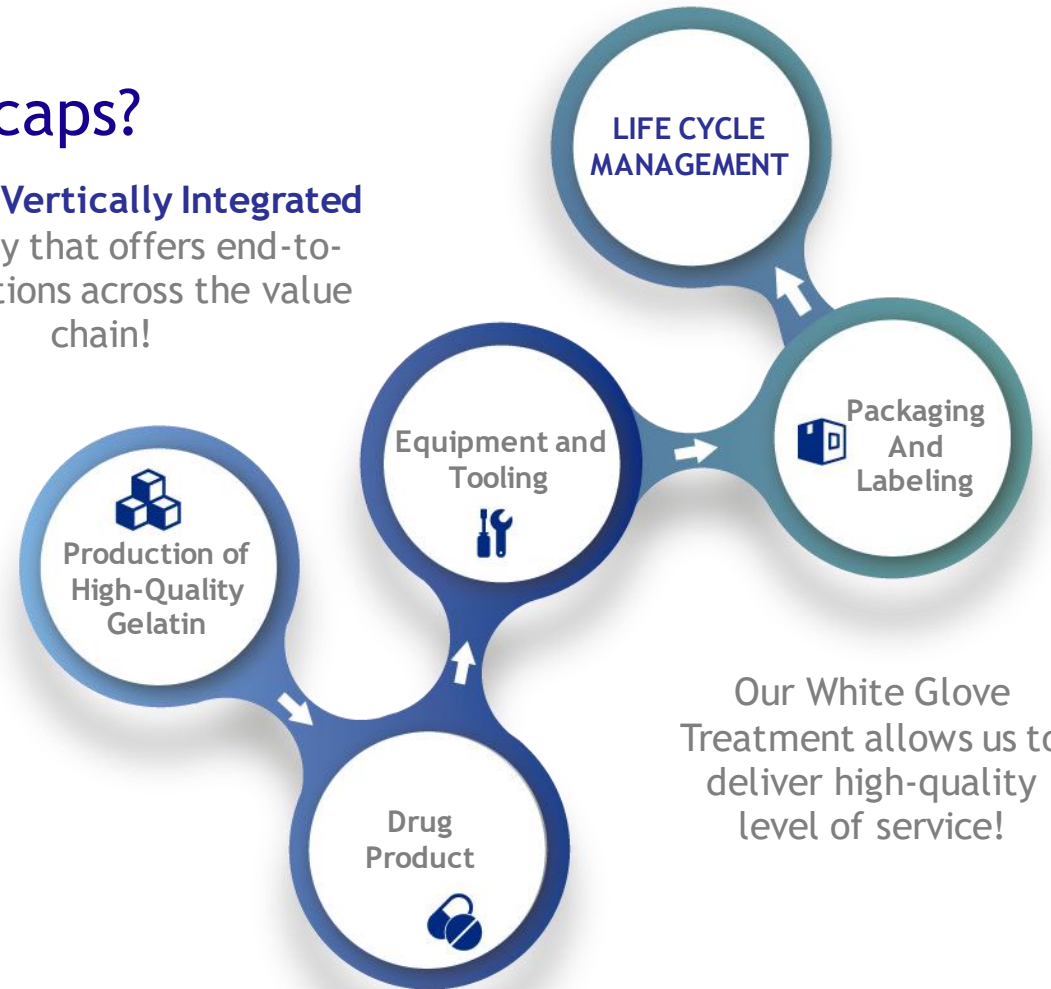 caps?
Vertically Integrated
y that offers end-to-
tions across the value
chain!
LIFE CYCLE
MANAGEMENT
Equipment and
Tooling
Packaging
And
Labeling
Production of
High-Quality
Gelatin
Drug
Product
Our White Glove
Treatment allows us to
deliver high-quality
level of service!